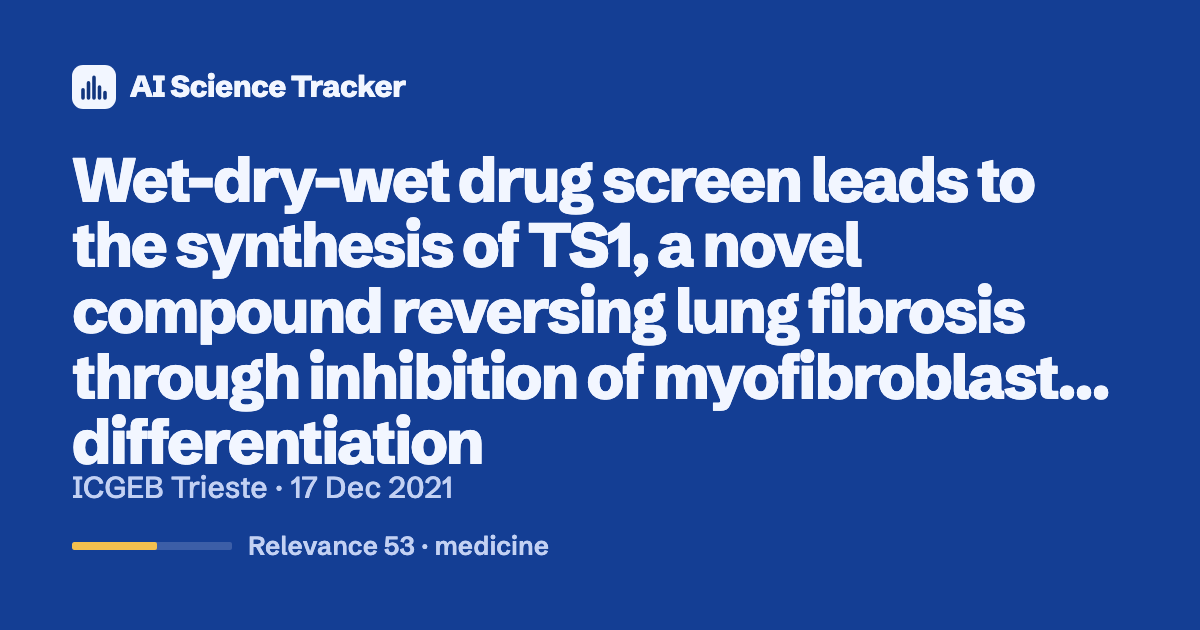 AI Science Tracker
Wet-dry-wet drug screen leads to
the synthesis of TS1, a novel
compound reversing lung fibrosis
through inhibition of myofibroblast…
differentiation
ICGEB Trieste · 17 Dec 2021
Relevance 53 · medicine